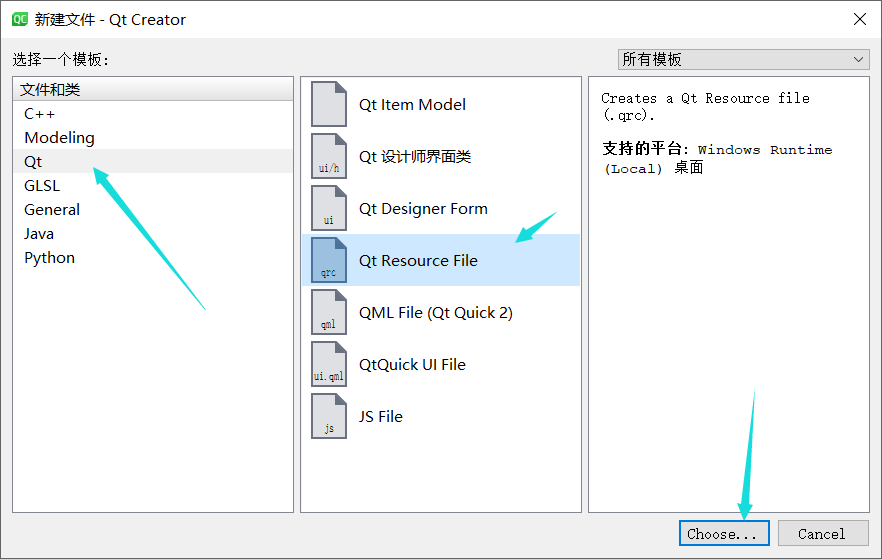 QC 新建文件 - Qt Creator
选择一个模板：
所有模板
文件和类
C++
Modeling
Qt
GLSL
General
Java
Python
Qt Item Model
ui/h
Qt 设计师界面类
ui
Qt Designer Form
qrc
Qt Resource File
qml
QML File (Qt Quick 2)
ui.qml
QtQuick UI File
js
JS File
Creates a Qt Resource file
(.qrc).
支持的平台：Windows Runtime
(Local) 桌面
Choose...
Cancel